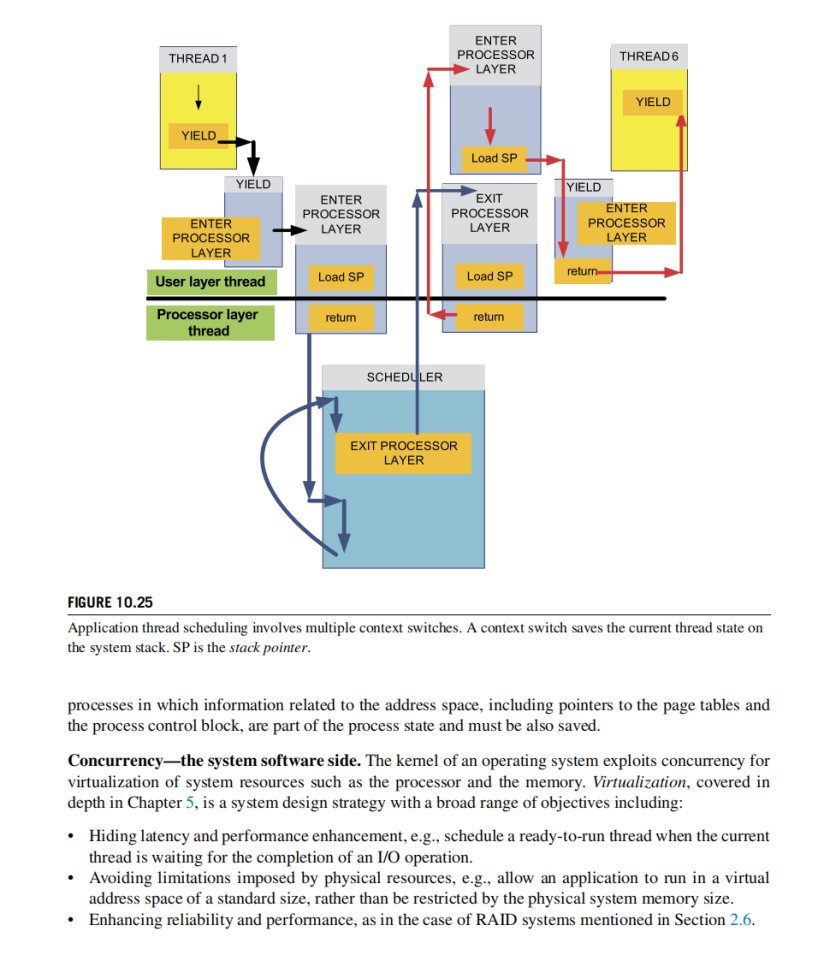 THREAD 1
YIELD
YIELD
ENTER
PROCESSOR
LAYER
ENTER
PROCESSOR
LAYER
Load SP
return
User layer thread
Processor layer
thread
ENTER
PROCESSOR
LAYER
Load SP
EXIT
PROCESSOR
LAYER
Load SP
return
THREAD 6
YIELD
YIELD
ENTER
PROCESSOR
LAYER
return
SCHEDULER
EXIT PROCESSOR
LAYER
FIGURE 10.25
Application thread scheduling involves multiple context switches. A context switch saves the current thread state on
the system stack. SP is the stack pointer.
processes in which information related to the address space, including pointers to the page tables and
the process control block, are part of the process state and must be also saved.
Concurrency—the system software side. The kernel of an operating system exploits concurrency for
virtualization of system resources such as the processor and the memory. Virtualization, covered in
depth in Chapter 5, is a system design strategy with a broad range of objectives including:
• Hiding latency and performance enhancement, e.g., schedule a ready-to-run thread when the current
thread is waiting for the completion of an I/O operation.
• Avoiding limitations imposed by physical resources, e.g., allow an application to run in a virtual
address space of a standard size, rather than be restricted by the physical system memory size.
• Enhancing reliability and performance, as in the case of RAID systems mentioned in Section 2.6.